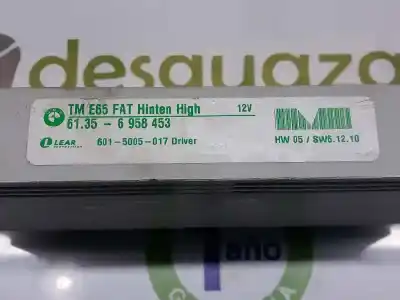 desguaza
TM E65 FAT Hinten High 12V
61.35 - 6 958 453
LEAR
601-5005-017 Driver
HW 05 / SW5.12.10